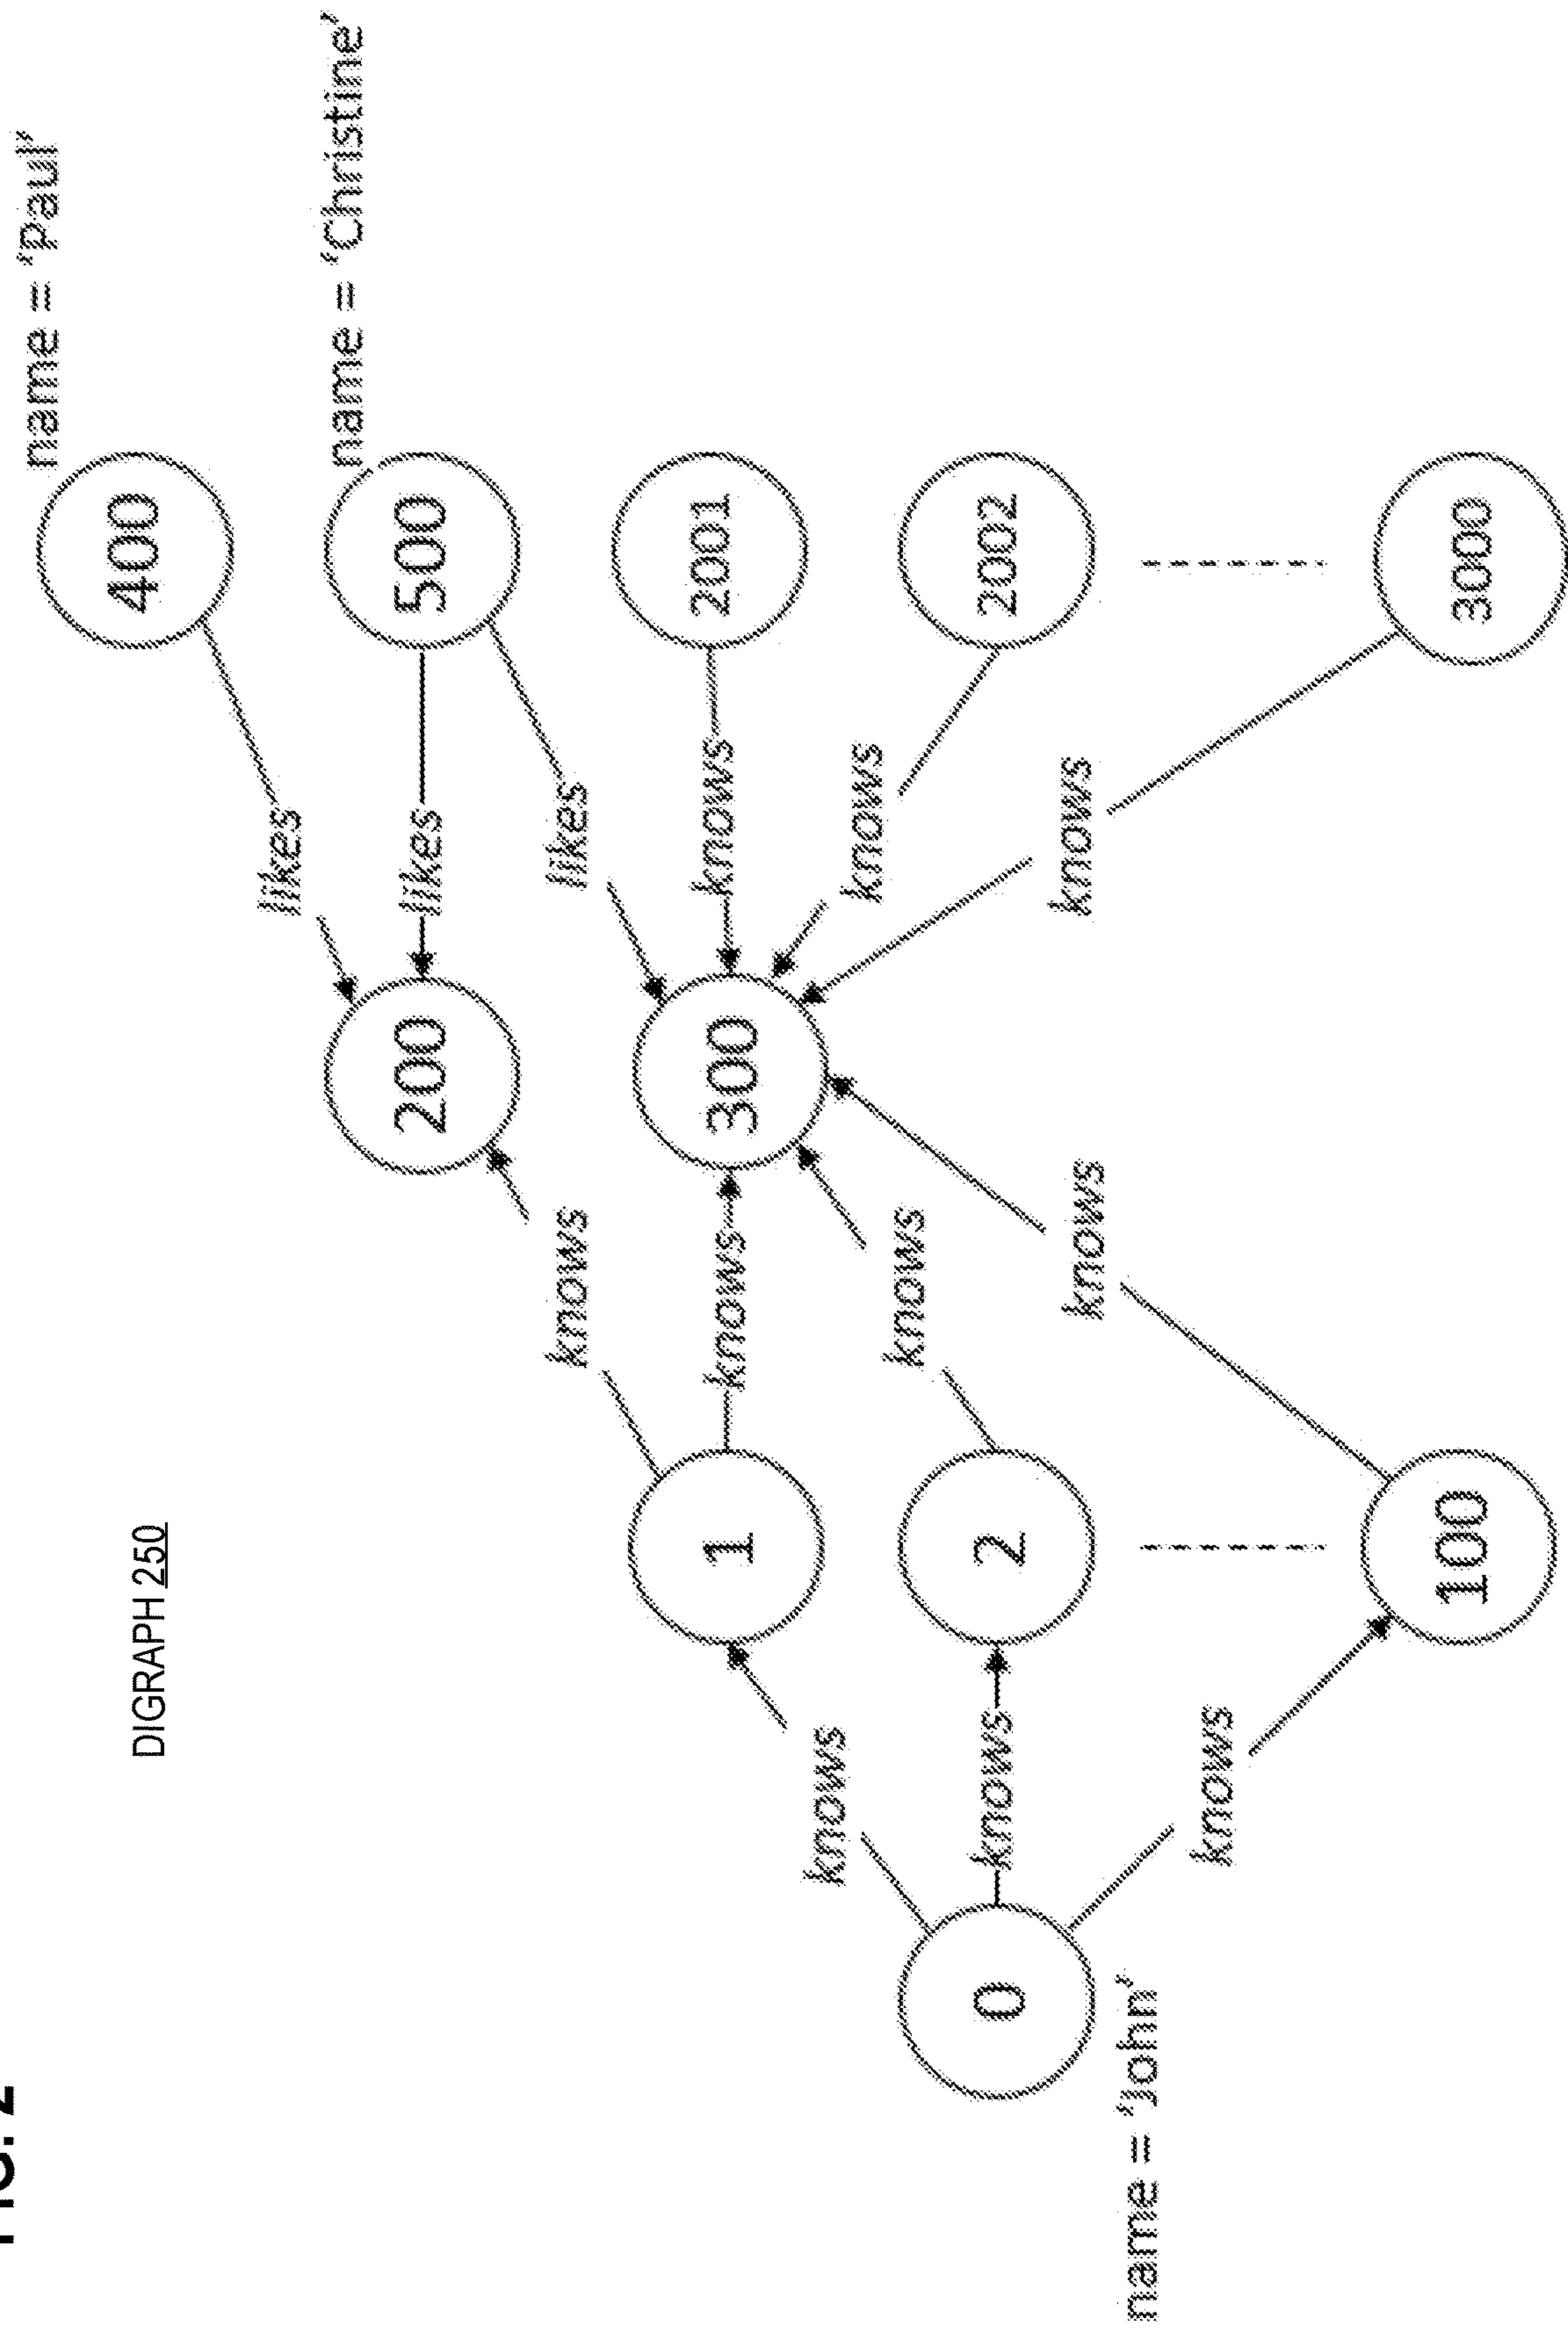 FIG. 2
name = ‘Paul’
DIGRAPH 250
400
likes
name = ‘Christine’
200
likes
500
knows
likes
1
knows
300
knows
2001
knows
knows
knows
0
knows
2
2002
knows
knows
name = ‘John’
knows
100
3000